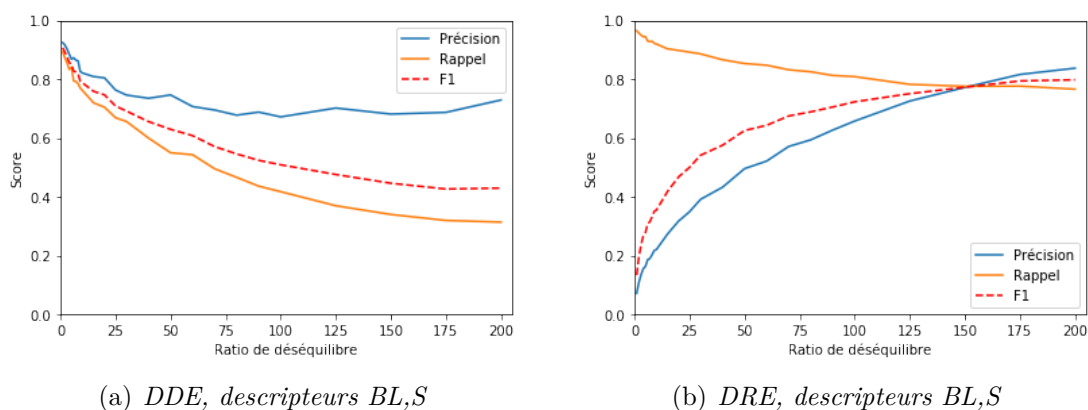 1.0
0.8
0.6
0.4
0.2
0.0
Score
Précision
Rappel
F1
0 25 50 75 100 125 150 175 200
Ratio de déséquilibre
(a) DDE, descripteurs BL,S
1.0
0.8
0.6
0.4
0.2
0.0
Score
Précision
Rappel
F1
0 25 50 75 100 125 150 175 200
Ratio de déséquilibre
(b) DRE, descripteurs BL,S